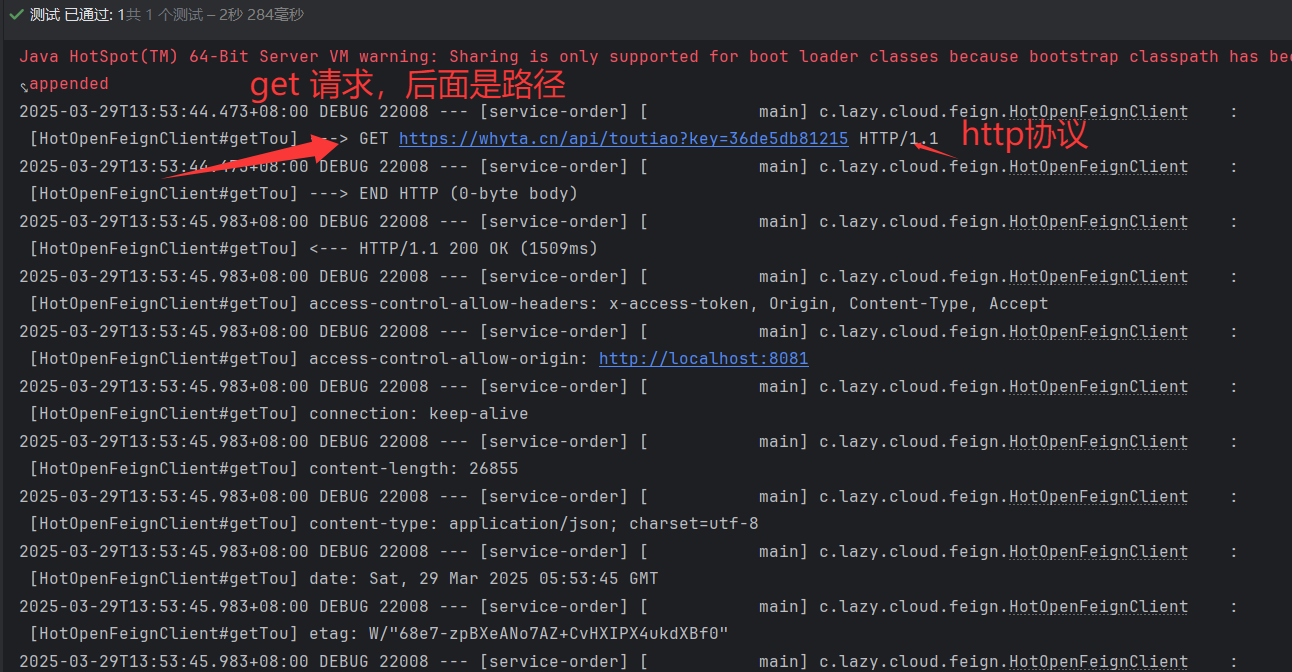 测试 已通过: 1共 1 个测试 – 2秒 284毫秒
Java HotSpot(TM) 64-Bit Server VM warning: Sharing is only supported for boot loader classes because bootstrap classpath has
appended
get 请求，后面是路径
2025-03-29T13:53:44.473+08:00 DEBUG 22008 --- [service-order] [           main] c.lazy.cloud.feign.HotOpenFeignClient    :
[HotOpenFeignClient#getTou] ---> GET https://whyta.cn/api/toutiao?key=36de5db81215 HTTP/1.1
http协议
2025-03-29T13:53:44.473+08:00 DEBUG 22008 --- [service-order] [           main] c.lazy.cloud.feign.HotOpenFeignClient    :
[HotOpenFeignClient#getTou] ---> END HTTP (0-byte body)
2025-03-29T13:53:45.983+08:00 DEBUG 22008 --- [service-order] [           main] c.lazy.cloud.feign.HotOpenFeignClient    :
[HotOpenFeignClient#getTou] <--- HTTP/1.1 200 OK (1509ms)
2025-03-29T13:53:45.983+08:00 DEBUG 22008 --- [service-order] [           main] c.lazy.cloud.feign.HotOpenFeignClient    :
[HotOpenFeignClient#getTou] access-control-allow-headers: x-access-token, Origin, Content-Type, Accept
2025-03-29T13:53:45.983+08:00 DEBUG 22008 --- [service-order] [           main] c.lazy.cloud.feign.HotOpenFeignClient    :
[HotOpenFeignClient#getTou] access-control-allow-origin: http://localhost:8081
2025-03-29T13:53:45.983+08:00 DEBUG 22008 --- [service-order] [           main] c.lazy.cloud.feign.HotOpenFeignClient    :
[HotOpenFeignClient#getTou] connection: keep-alive
2025-03-29T13:53:45.983+08:00 DEBUG 22008 --- [service-order] [           main] c.lazy.cloud.feign.HotOpenFeignClient    :
[HotOpenFeignClient#getTou] content-length: 26855
2025-03-29T13:53:45.983+08:00 DEBUG 22008 --- [service-order] [           main] c.lazy.cloud.feign.HotOpenFeignClient    :
[HotOpenFeignClient#getTou] content-type: application/json; charset=utf-8
2025-03-29T13:53:45.983+08:00 DEBUG 22008 --- [service-order] [           main] c.lazy.cloud.feign.HotOpenFeignClient    :
[HotOpenFeignClient#getTou] date: Sat, 29 Mar 2025 05:53:45 GMT
2025-03-29T13:53:45.983+08:00 DEBUG 22008 --- [service-order] [           main] c.lazy.cloud.feign.HotOpenFeignClient    :
[HotOpenFeignClient#getTou] etag: W/"68e7-zpBXeANo7AZ+CvHXIPX4ukdXBf0"
2025-03-29T13:53:45.983+08:00 DEBUG 22008 --- [service-order] [           main] c.lazy.cloud.feign.HotOpenFeignClient    :